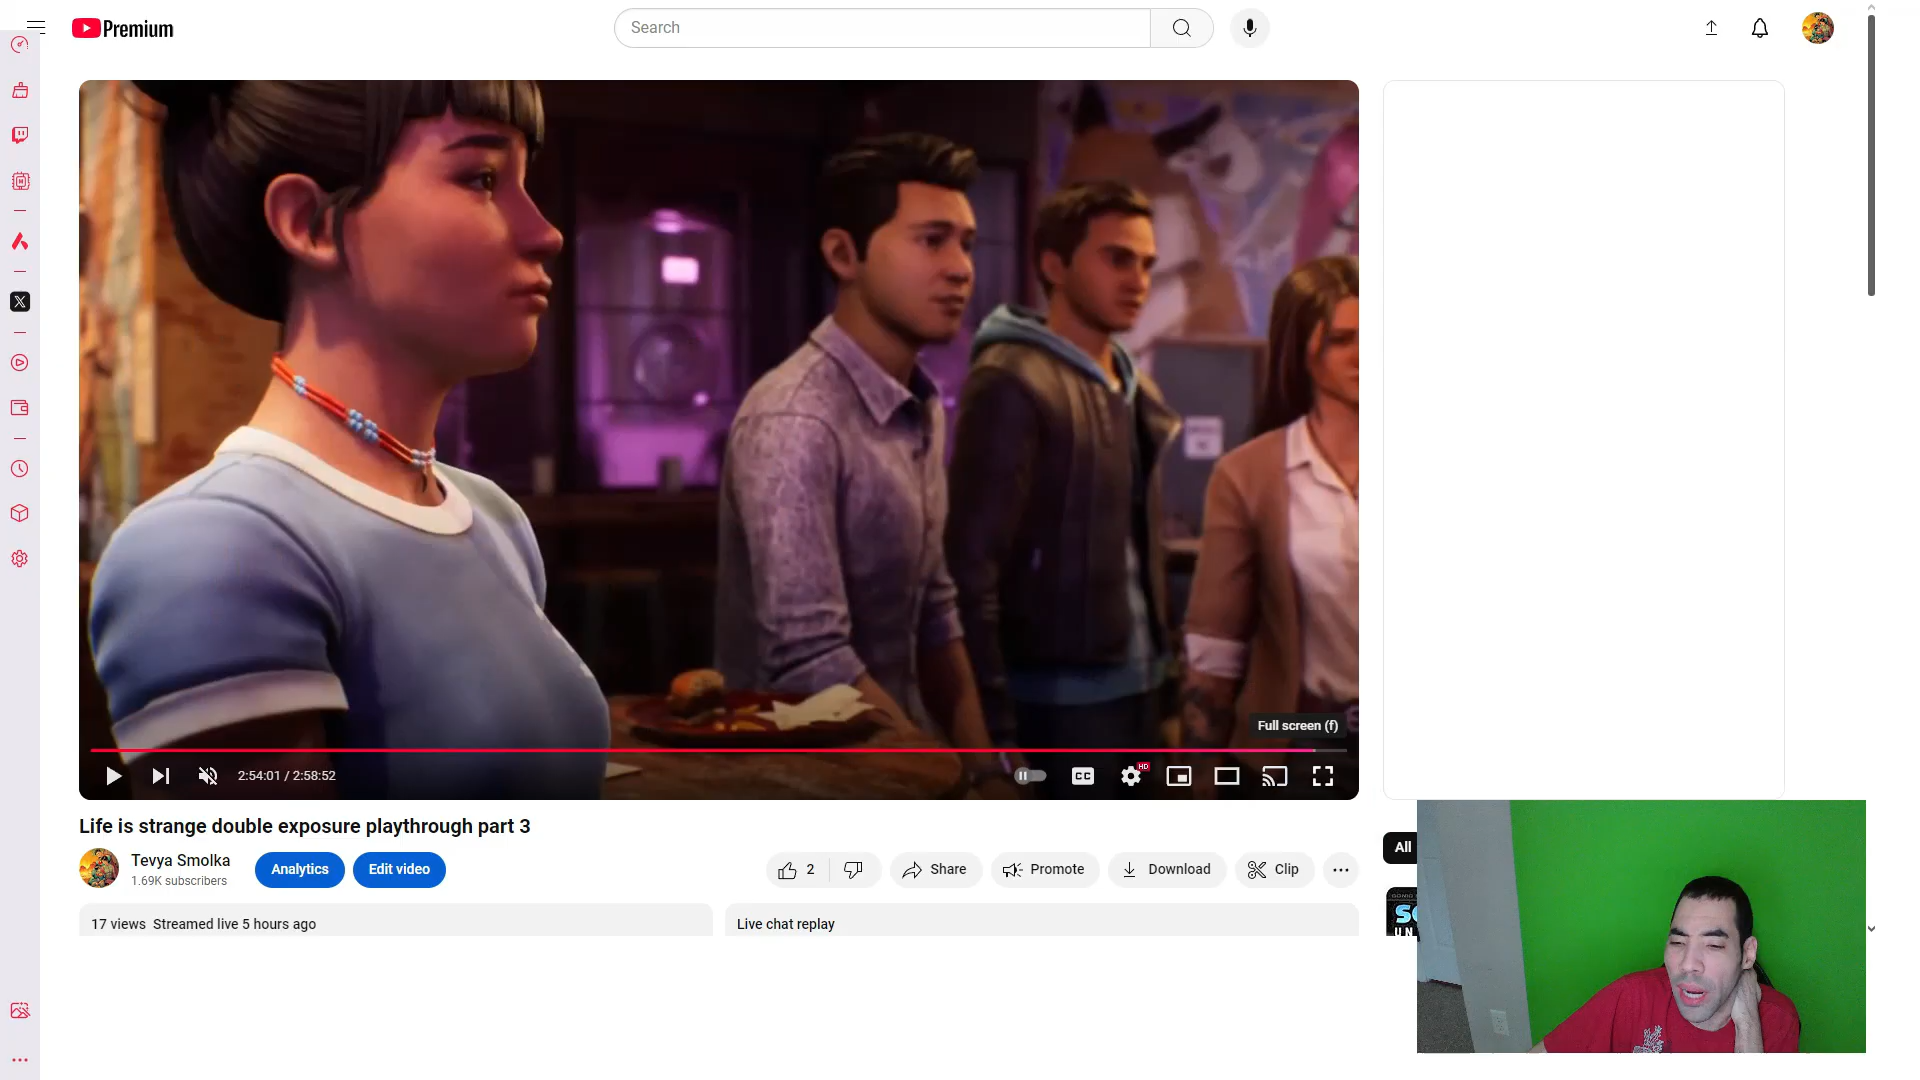 Premium
Search
Full screen (f)
2:54:01 / 2:58:52
CC
HD
Life is strange double exposure playthrough part 3
Tevya Smolka
1.69K subscribers
Analytics
Edit video
2
Share
Promote
Download
Clip
All
17 views Streamed live 5 hours ago
Live chat replay